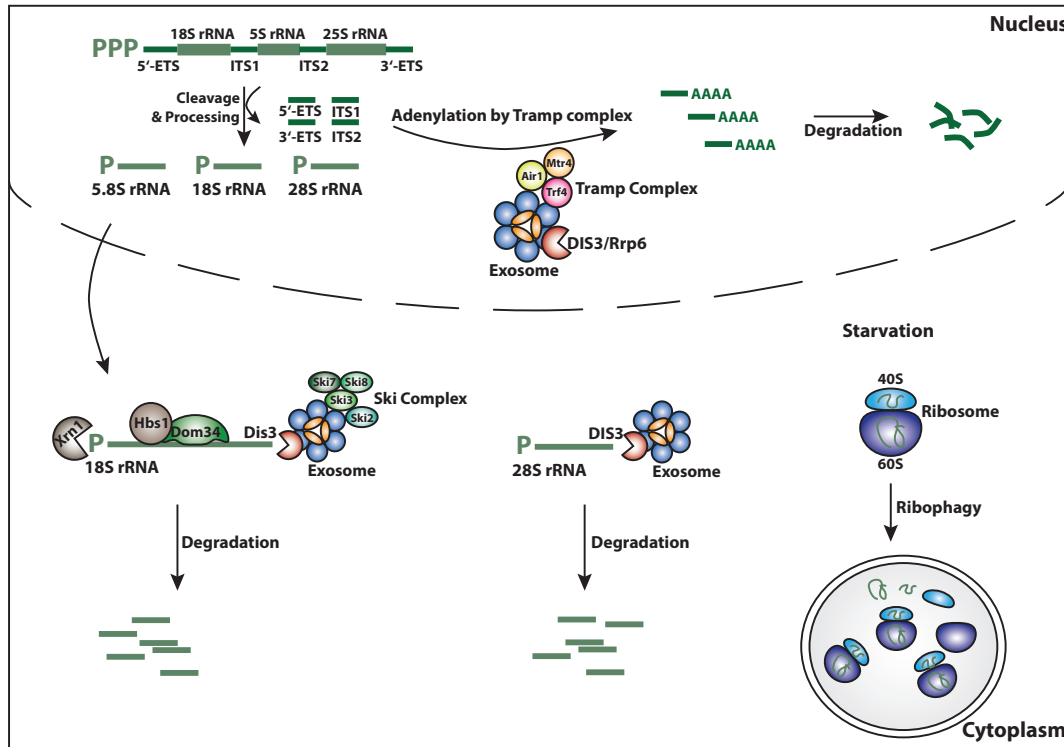 Nucleus
18S rRNA 5S rRNA 25S rRNA
PPP
5'-ETS ITS1 ITS2 3'-ETS
Cleavage
& Processing
5'-ETS ITS1
3'-ETS ITS2
Adenylation by Tramp complex
AAAA
AAAA
AAAA
Degradation
P P P
5.8S rRNA 18S rRNA 28S rRNA
Mtr4
Air1
Trf4
Tramp Complex
DIS3/Rrp6
Exosome
Starvation
Ski7 Ski8
Ski3
Ski2
Ski Complex
Xrn1
P
Hbs1
Dom34
Dis3
18S rRNA
Exosome
P
DIS3
28S rRNA
Exosome
40S
Ribosome
60S
Degradation
Degradation
Ribophagy
Cytoplasm